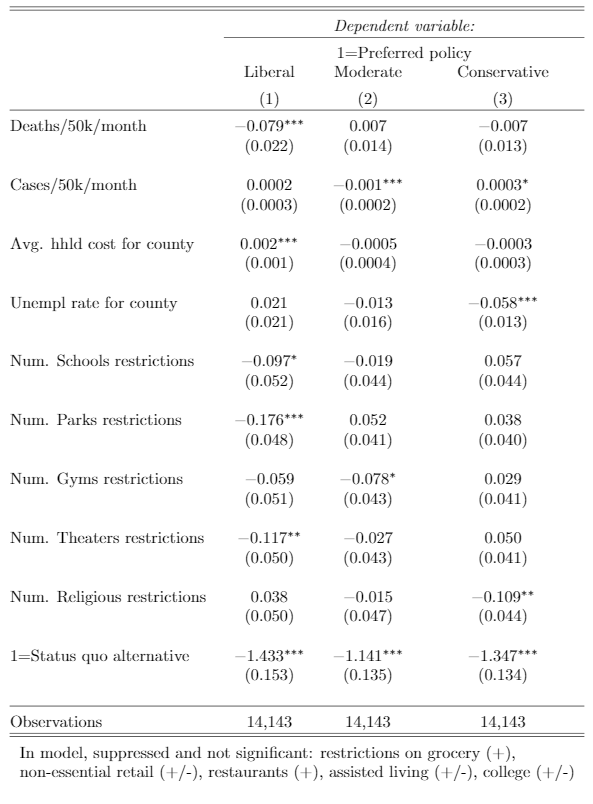 Dependent variable:
1=Preferred policy
Liberal Moderate Conservative
(1) (2) (3)
Deaths/50k/month −0.079*** 0.007 −0.007
(0.022) (0.014) (0.013)
Cases/50k/month 0.0002 −0.001*** 0.0003*
(0.0003) (0.0002) (0.0002)
Avg. hhld cost for county 0.002*** −0.0005 −0.0003
(0.001) (0.0004) (0.0003)
Unempl rate for county 0.021 −0.013 −0.058***
(0.021) (0.016) (0.013)
Num. Schools restrictions −0.097* −0.019 0.057
(0.052) (0.044) (0.044)
Num. Parks restrictions −0.176*** 0.052 0.038
(0.048) (0.041) (0.040)
Num. Gyms restrictions −0.059 −0.078* 0.029
(0.051) (0.043) (0.041)
Num. Theaters restrictions −0.117** −0.027 0.050
(0.050) (0.043) (0.041)
Num. Religious restrictions 0.038 −0.015 −0.109**
(0.050) (0.047) (0.044)
1=Status quo alternative −1.433*** −1.141*** −1.347***
(0.153) (0.135) (0.134)
Observations 14,143 14,143 14,143
In model, suppressed and not significant: restrictions on grocery (+),
non-essential retail (+/-), restaurants (+), assisted living (+/-), college (+/-)